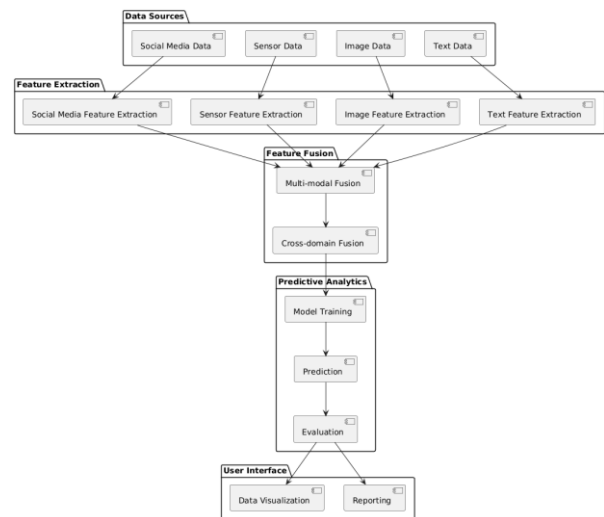 Data Sources
Social Media Data
Sensor Data
Image Data
Text Data
Feature Extraction
Social Media Feature Extraction
Sensor Feature Extraction
Image Feature Extraction
Text Feature Extraction
Feature Fusion
Multi-modal Fusion
Cross-domain Fusion
Predictive Analytics
Model Training
Prediction
Evaluation
User Interface
Data Visualization
Reporting